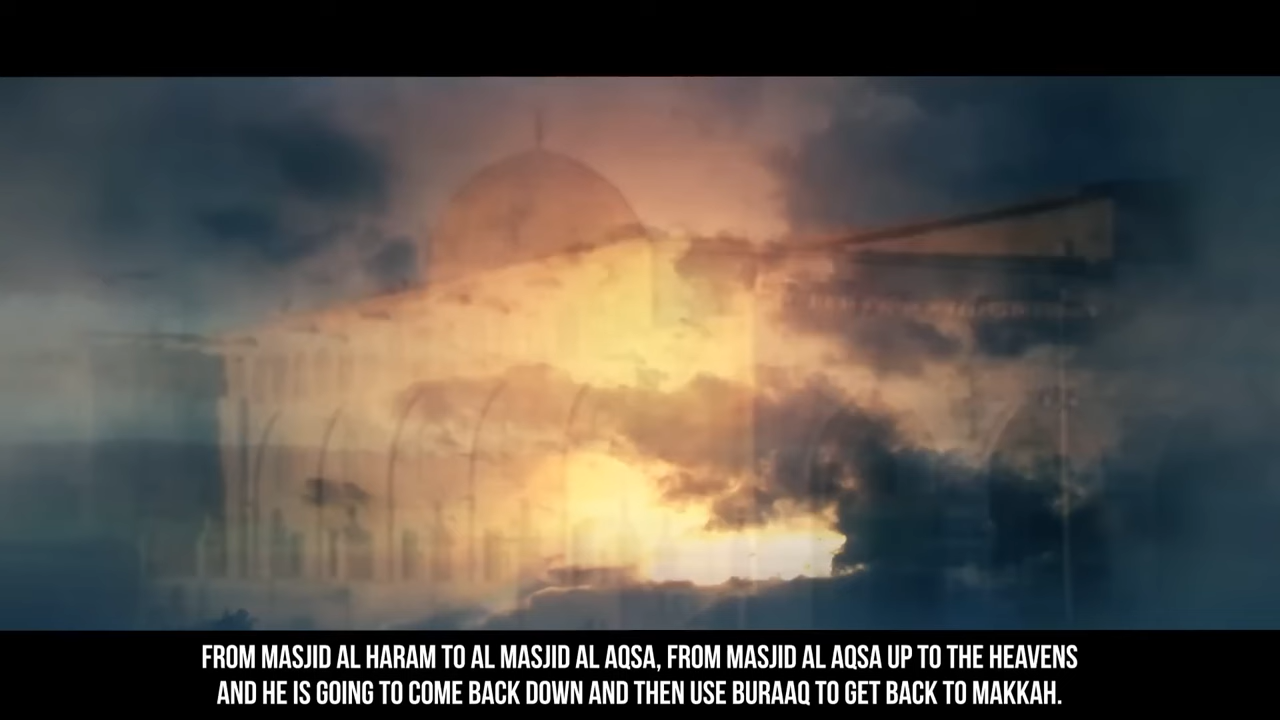 FROM MASJID AL HARAM TO AL MASJID AL AQSA, FROM MASJID AL AQSA UP TO THE HEAVENS
AND HE IS GOING TO COME BACK DOWN AND THEN USE BURAAQ TO GET BACK TO MAKKAH.